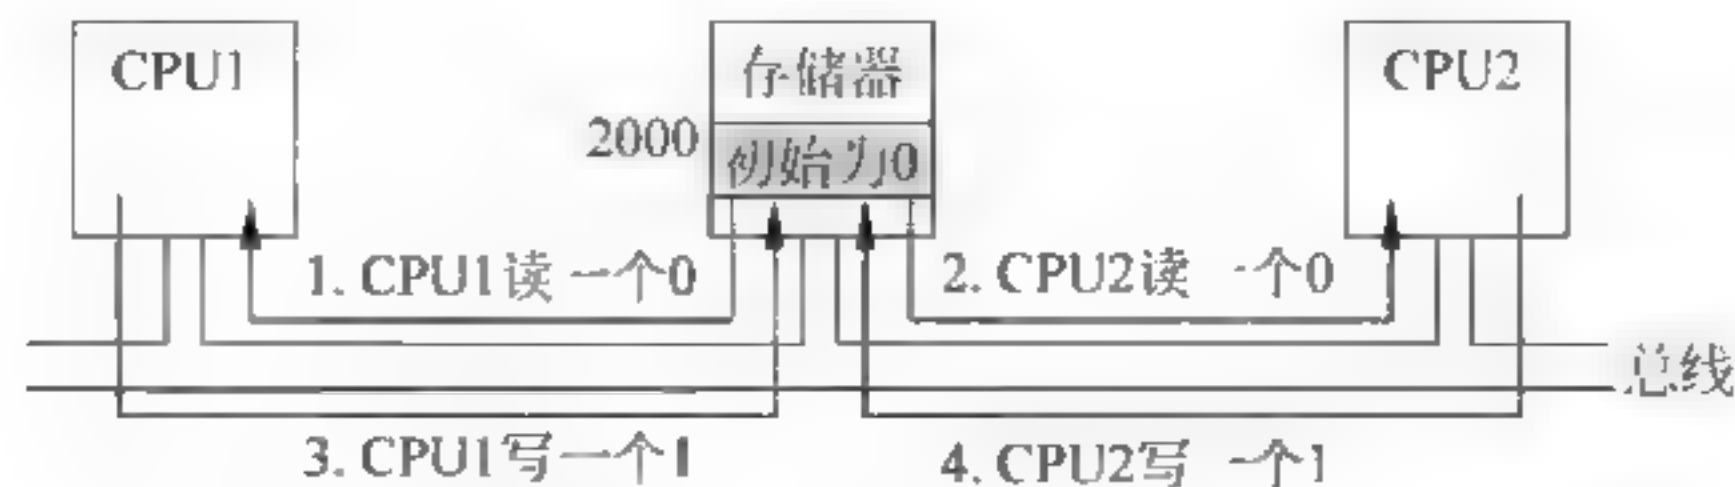 CPU1
存储器
CPU2
2000
初始为0
1. CPU1读一个0
2. CPU2读一个0
总线
3. CPU1写一个1
4. CPU2写一个1